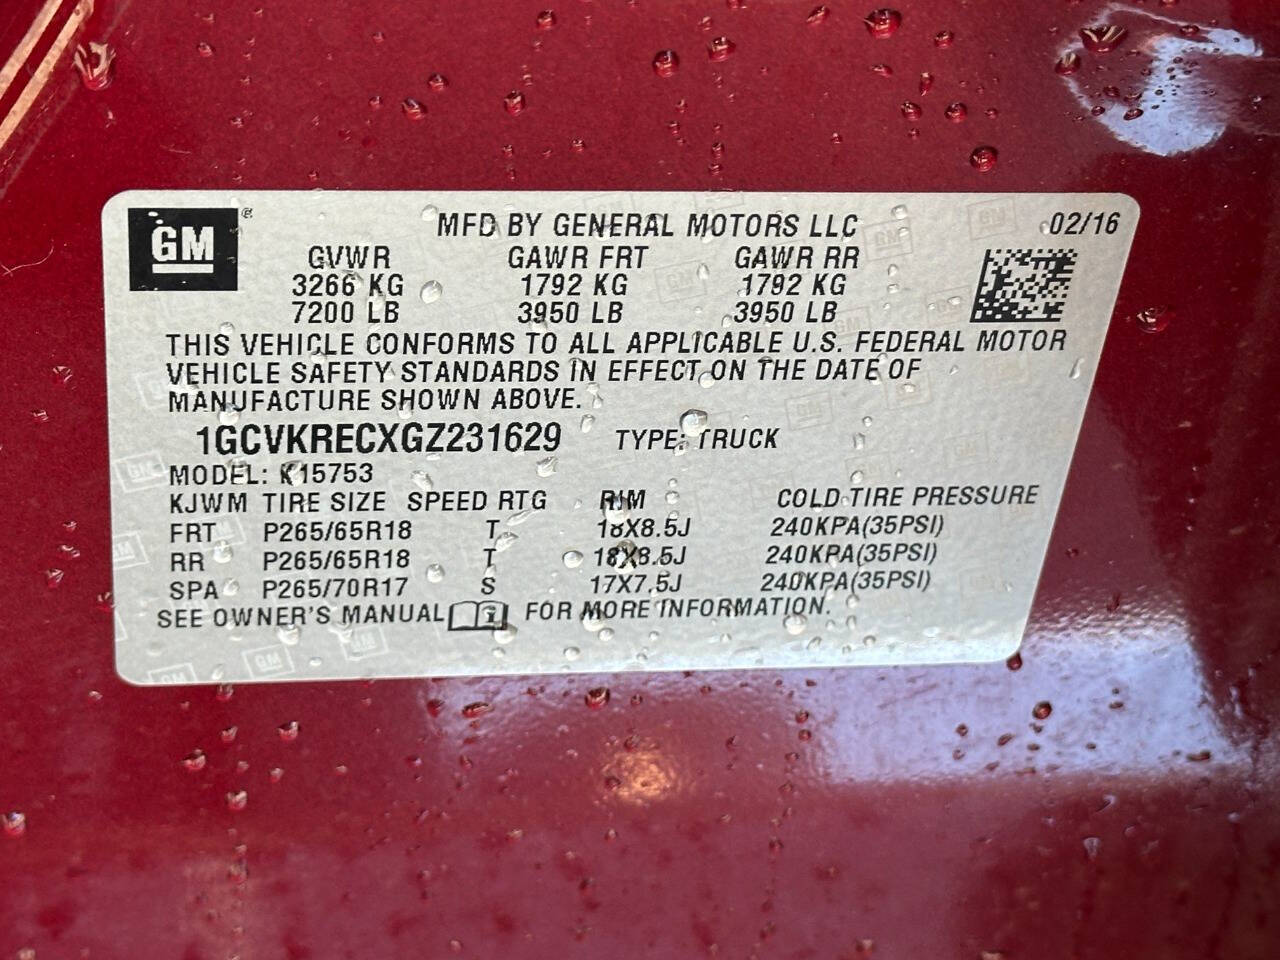 GM® MFD BY GENERAL MOTORS LLC 02/16
GVWR GAWR FRT GAWR RR
3266 KG 1792 KG 1792 KG
7200 LB 3950 LB 3950 LB
THIS VEHICLE CONFORMS TO ALL APPLICABLE U.S. FEDERAL MOTOR
VEHICLE SAFETY STANDARDS IN EFFECT ON THE DATE OF
MANUFACTURE SHOWN ABOVE.
1GCVKRECXGZ231629 TYPE: TRUCK
MODEL: K15753
KJWM TIRE SIZE SPEED RTG RIM COLD TIRE PRESSURE
FRT P265/65R18 T 18X8.5J 240KPA(35PSI)
RR P265/65R18 T 18X8.5J 240KPA(35PSI)
SPA P265/70R17 S 17X7.5J 240KPA(35PSI)
SEE OWNER'S MANUAL i FOR MORE INFORMATION.